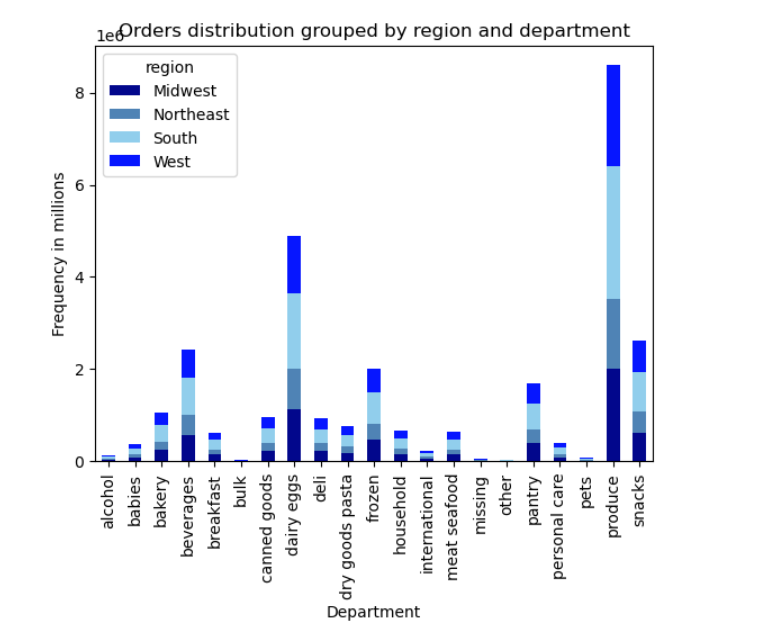 Orders distribution grouped by region and department
1e6
region
Midwest
Northeast
South
West
Frequency in millions
8
6
4
2
0
alcohol
babies
bakery
beverages
breakfast
bulk
canned goods
dairy eggs
deli
dry goods pasta
frozen
household
international
meat seafood
missing
other
pantry
personal care
pets
produce
snacks
Department